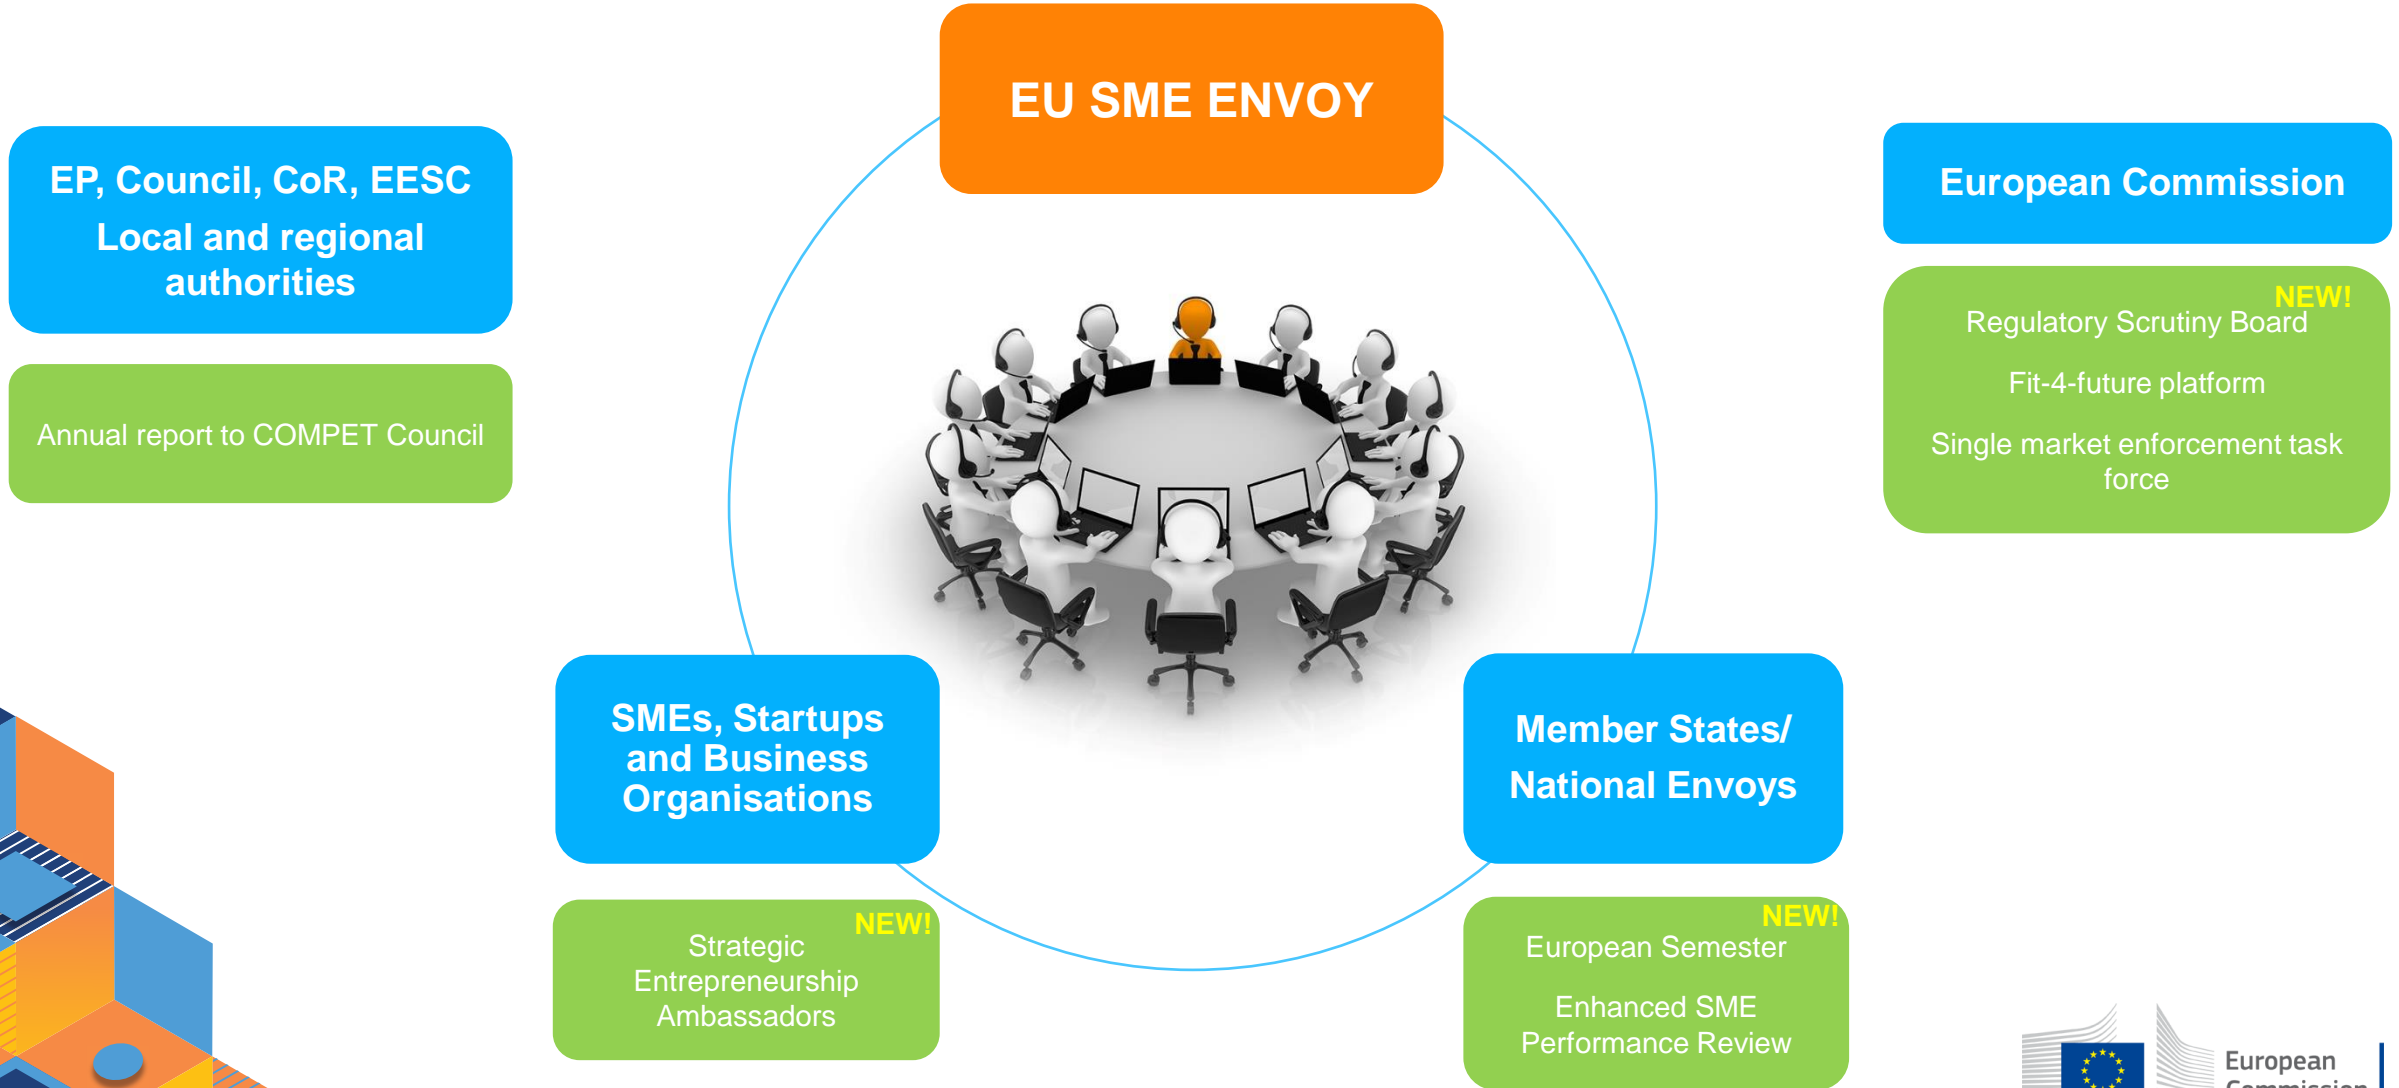 EU SME ENVOY
EP, Council, CoR, EESC
Local and regional
authorities
Annual report to COMPET Council
European Commission
NEW!
Regulatory Scrutiny Board
Fit-4-future platform
Single market enforcement task
force
SMEs, Startups
and Business
Organisations
NEW!
Strategic
Entrepreneurship
Ambassadors
Member States/
National Envoys
NEW!
European Semester
Enhanced SME
Performance Review
European
Commission